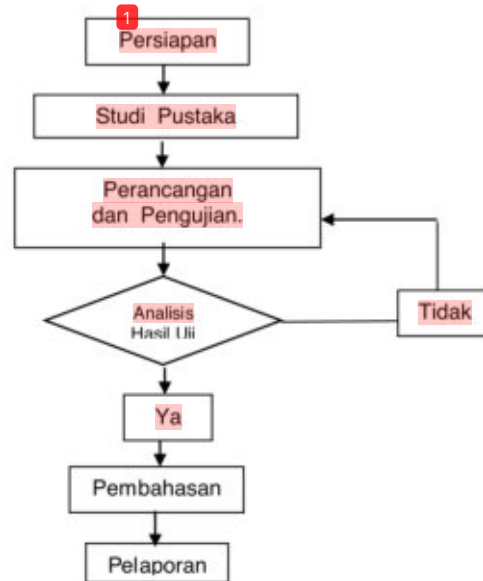 1
Persiapan
Studi Pustaka
Perancangan
dan Pengujian.
Analisis
Hasil Uji
Tidak
Ya
Pembahasan
Pelaporan